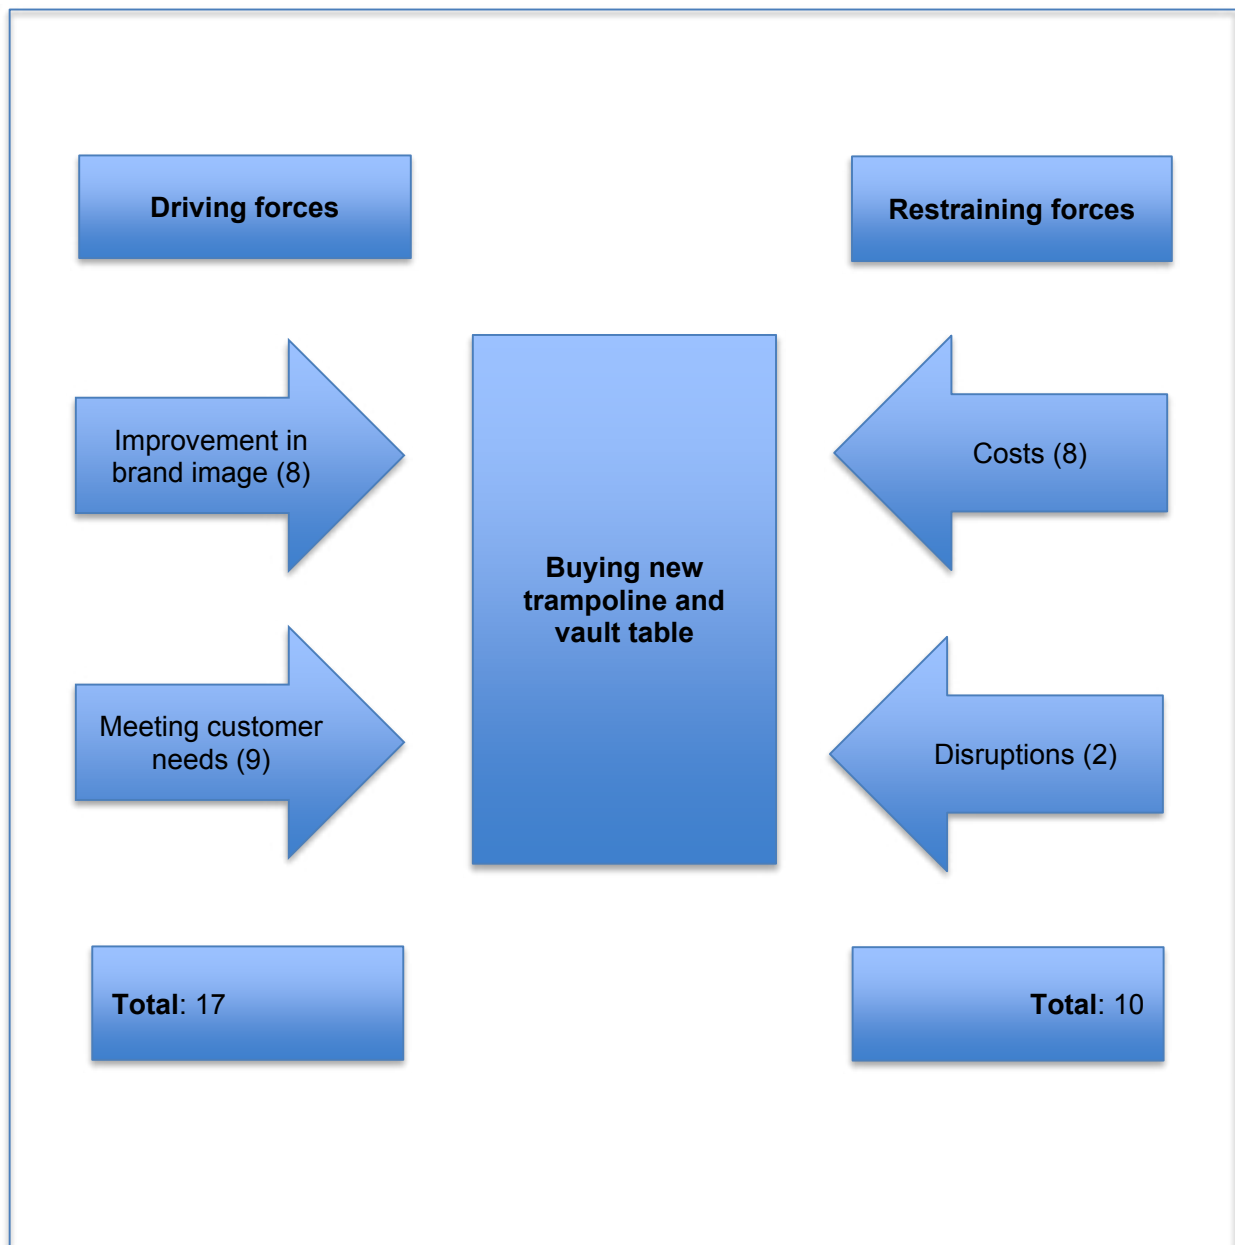 Driving forces
Restraining forces
Improvement in
brand image (8)
Costs (8)
Buying new
trampoline and
vault table
Meeting customer
needs (9)
Disruptions (2)
Total: 17
Total: 10